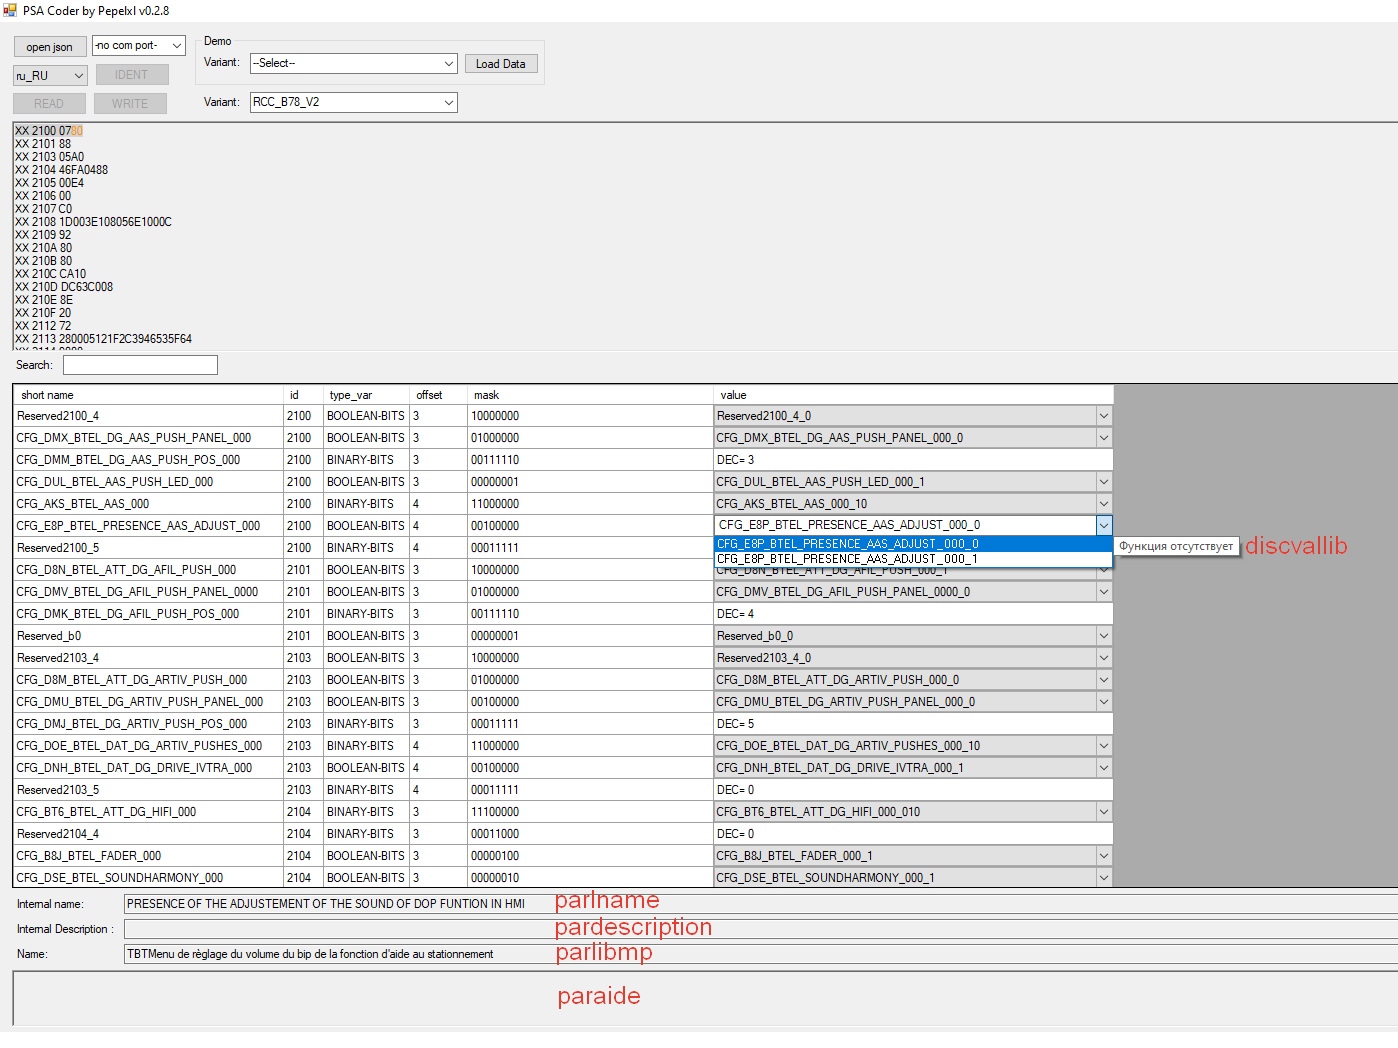 PSA Coder by Pepelxl v0.2.8
open json
-no com port-
Demo
Variant:
--Select--
Load Data
ru_RU
IDENT
READ
WRITE
Variant:
RCC_B78_V2
XX 2100 0780
XX 2101 88
XX 2103 05A0
XX 2104 46FA0488
XX 2105 00E4
XX 2106 00
XX 2107 C0
XX 2108 1D003E108056E1000C
XX 2109 92
XX 210A 80
XX 210B 80
XX 210C CA10
XX 210D DC63C008
XX 210E 8E
XX 210F 20
XX 2112 72
XX 2113 280005121F2C3946535F64
Search:
short name id type_var offset mask value
Reserved2100_4 2100 BOOLEAN-BITS 3 10000000 Reserved2100_4_0
CFG_DMX_BTEL_DG_AAS_PUSH_PANEL_000 2100 BOOLEAN-BITS 3 01000000 CFG_DMX_BTEL_DG_AAS_PUSH_PANEL_000_0
CFG_DMM_BTEL_DG_AAS_PUSH_POS_000 2100 BINARY-BITS 3 00111110 DEC= 3
CFG_DUL_BTEL_AAS_PUSH_LED_000 2100 BOOLEAN-BITS 3 00000001 CFG_DUL_BTEL_AAS_PUSH_LED_000_1
CFG_AKS_BTEL_AAS_000 2100 BINARY-BITS 4 11000000 CFG_AKS_BTEL_AAS_000_10
CFG_E8P_BTEL_PRESENCE_AAS_ADJUST_000 2100 BOOLEAN-BITS 4 00100000 CFG_E8P_BTEL_PRESENCE_AAS_ADJUST_000_0
Reserved2100_5 2100 BINARY-BITS 4 00011111 CFG_E8P_BTEL_PRESENCE_AAS_ADJUST_000_0
Функция отсутствует discvallib
CFG_E8P_BTEL_PRESENCE_AAS_ADJUST_000_1
CFG_D8N_BTEL_ATT_DG_AFIL_PUSH_000 2101 BOOLEAN-BITS 3 10000000 CFG_D8N_BTEL_ATT_DG_AFIL_PUSH_000_1
CFG_DMV_BTEL_DG_AFIL_PUSH_PANEL_0000 2101 BOOLEAN-BITS 3 01000000 CFG_DMV_BTEL_DG_AFIL_PUSH_PANEL_0000_0
CFG_DMK_BTEL_DG_AFIL_PUSH_POS_000 2101 BINARY-BITS 3 00111110 DEC= 4
Reserved_b0 2101 BOOLEAN-BITS 3 00000001 Reserved_b0_0
Reserved2103_4 2103 BOOLEAN-BITS 3 10000000 Reserved2103_4_0
CFG_D8M_BTEL_ATT_DG_ARTIV_PUSH_000 2103 BOOLEAN-BITS 3 01000000 CFG_D8M_BTEL_ATT_DG_ARTIV_PUSH_000_0
CFG_DMU_BTEL_DG_ARTIV_PUSH_PANEL_000 2103 BOOLEAN-BITS 3 00100000 CFG_DMU_BTEL_DG_ARTIV_PUSH_PANEL_000_0
CFG_DMJ_BTEL_DG_ARTIV_PUSH_POS_000 2103 BINARY-BITS 3 00011111 DEC= 5
CFG_DOE_BTEL_DAT_DG_ARTIV_PUSHES_000 2103 BINARY-BITS 4 11000000 CFG_DOE_BTEL_DAT_DG_ARTIV_PUSHES_000_10
CFG_DNH_BTEL_DAT_DG_DRIVE_IVTRA_000 2103 BOOLEAN-BITS 4 00100000 CFG_DNH_BTEL_DAT_DG_DRIVE_IVTRA_000_1
Reserved2103_5 2103 BINARY-BITS 4 00011111 DEC= 0
CFG_BT6_BTEL_ATT_DG_HIFI_000 2104 BINARY-BITS 3 11100000 CFG_BT6_BTEL_ATT_DG_HIFI_000_010
Reserved2104_4 2104 BINARY-BITS 3 00011000 DEC= 0
CFG_B8J_BTEL_FADER_000 2104 BOOLEAN-BITS 3 00000100 CFG_B8J_BTEL_FADER_000_1
CFG_DSE_BTEL_SOUNDHARMONY_000 2104 BOOLEAN-BITS 3 00000010 CFG_DSE_BTEL_SOUNDHARMONY_000_1
Internal name: PRESENCE OF THE ADJUSTEMENT OF THE SOUND OF DOP FUNTION IN HMI parlname
Internal Description : pardescription
Name: TBTMenu de règlage du volume du bip de la fonction d'aide au stationnement parlibmp
paraide